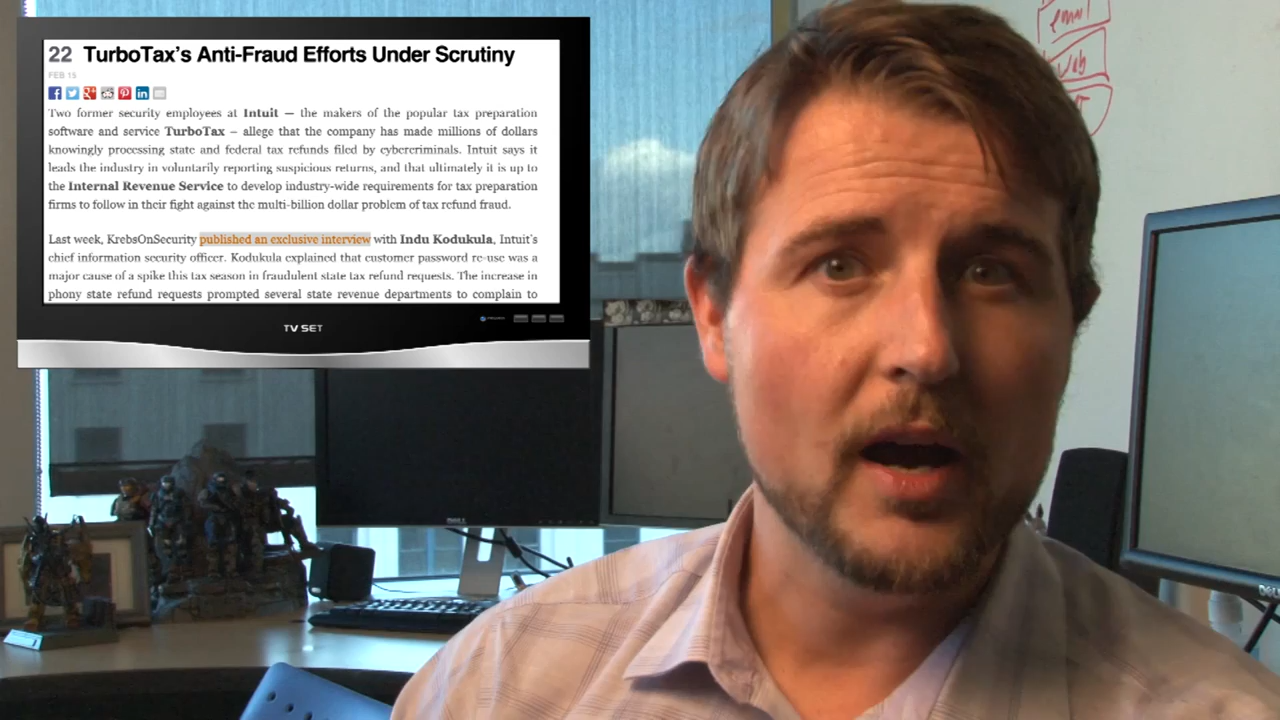 22 TurboTax's Anti-Fraud Efforts Under Scrutiny
FEB 15
Two former security employees at Intuit — the makers of the popular tax preparation
software and service TurboTax – allege that the company has made millions of dollars
knowingly processing state and federal tax refunds filed by cybercriminals. Intuit says it
leads the industry in voluntarily reporting suspicious returns, and that ultimately it is up to
the Internal Revenue Service to develop industry-wide requirements for tax preparation
firms to follow in their fight against the multi-billion dollar problem of tax refund fraud.
Last week, KrebsOnSecurity published an exclusive interview with Indu Kodukula, Intuit's
chief information security officer. Kodukula explained that customer password re-use was a
major cause of a spike this tax season in fraudulent state tax refund requests. The increase in
phony state refund requests prompted several state revenue departments to complain to
TV SET
email
Web
DELL